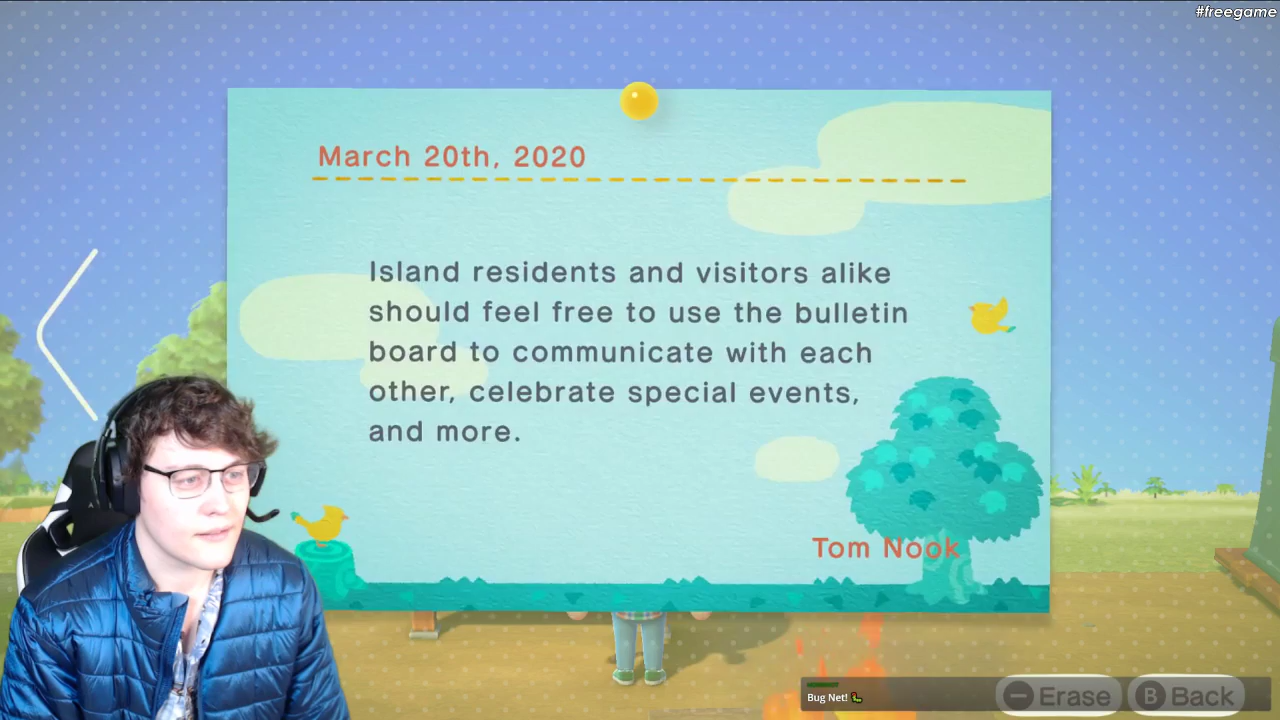 #freegame
March 20th, 2020
Island residents and visitors alike
should feel free to use the bulletin
board to communicate with each
other, celebrate special events,
and more.
Tom Nook
Bug Net!
Erase
B Back